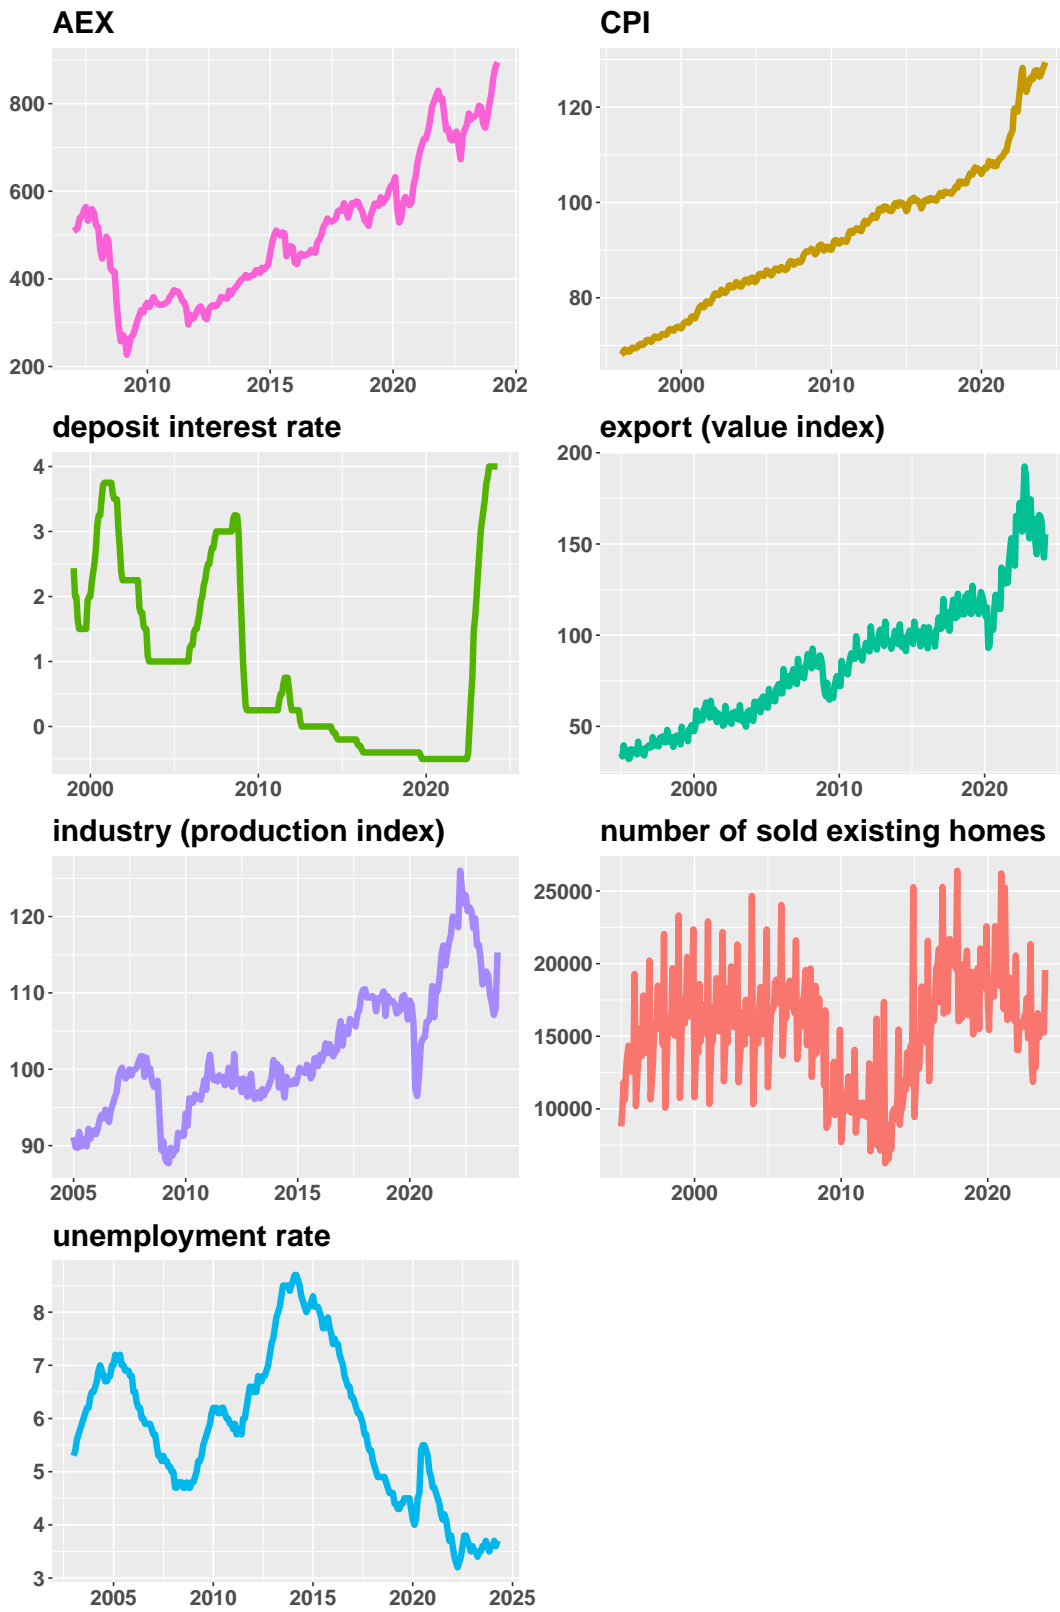 AEX
800
600
400
200
2010 2015 2020 202
CPI
120
100
80
2000 2010 2020
deposit interest rate
4
3
2
1
0
2000 2010 2020
export (value index)
200
150
100
50
2000 2010 2020
industry (production index)
120
110
100
90
2005 2010 2015 2020
number of sold existing homes
25000
20000
15000
10000
2000 2010 2020
unemployment rate
8
7
6
5
4
3
2005 2010 2015 2020 2025